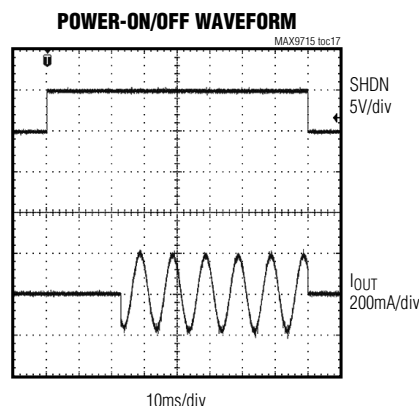 POWER-ON/OFF WAVEFORM
MAX9715 toc17
T
SHDN
5V/div
IOUT
200mA/div
10ms/div